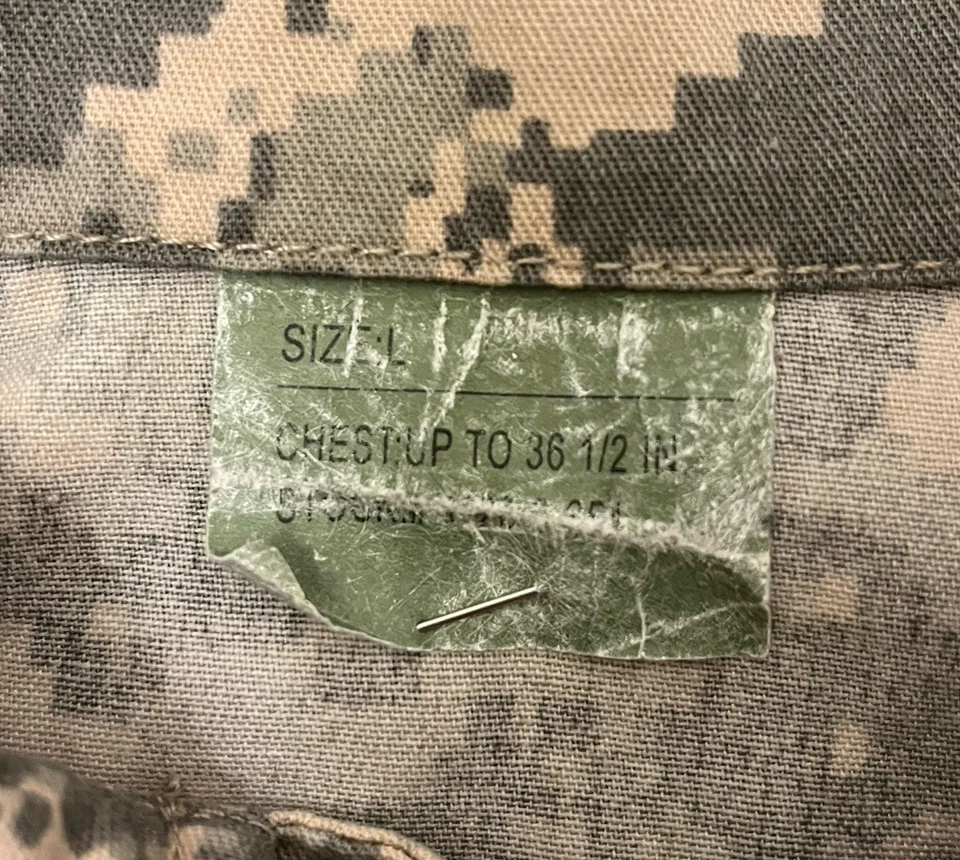 SIZE:L
CHEST:UP TO 36 1/2 IN